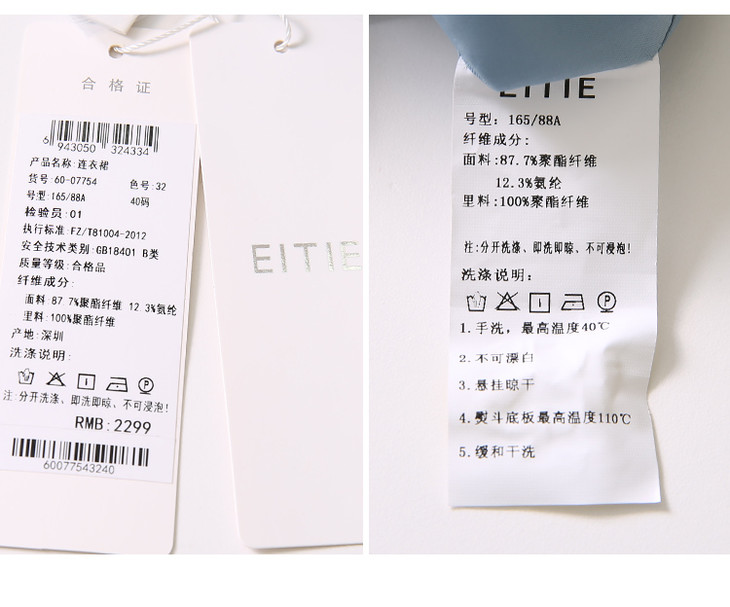 合格证
6 943050 324334
产品名称:连衣裙
货号:60-07754 色号:32
号型:165/88A 40码
检验员:01
执行标准:FZ/T81004-2012
安全技术类别:GB18401 B类
质量等级:合格品
纤维成分:
面料 87 7%聚酯纤维 12 3%氨纶
里料:100%聚酯纤维
产地:深圳
洗涤说明:
注:分开洗涤、即洗即晾、不可浸泡!
RMB:2299
60077543240
EITIE
EITIE
号型: 165/88A
纤维成分:
面料:87.7%聚酯纤维
12.3%氨纶
里料:100%聚酯纤维
注:分开洗涤、即洗即晾、不可浸泡!
洗涤说明:
1.手洗，最高温度40℃
2.不可漂白
3.悬挂晾干
4.熨斗底板最高温度110℃
5.缓和干洗